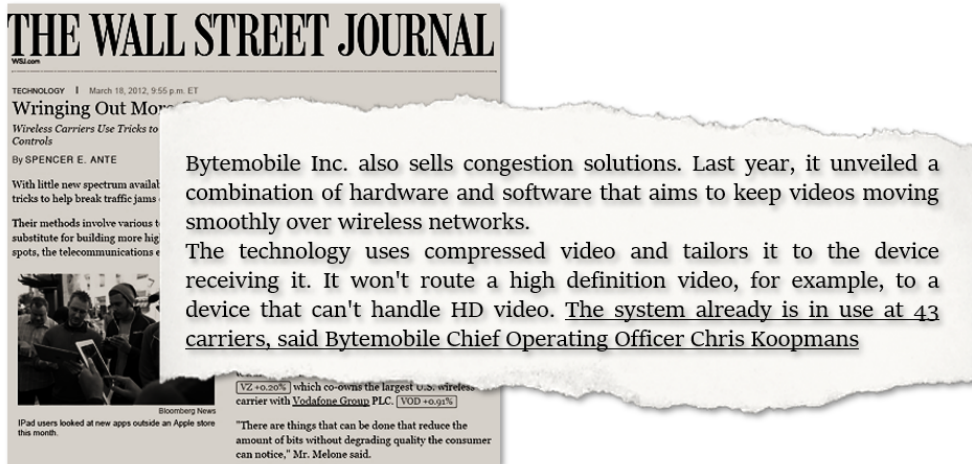 THE WALL STREET JOURNAL
WSJ.com
TECHNOLOGY | March 18, 2012, 9:55 p.m. ET
Wringing Out More
Wireless Carriers Use Tricks to
Controls
By SPENCER E. ANTE
With little new spectrum
tricks to help break traffic jams
Their methods involve various
substitute for building more
spots, the telecommunications
Bytemobile Inc. also sells congestion solutions. Last year, it unveiled a
combination of hardware and software that aims to keep videos moving
smoothly over wireless networks.
The technology uses compressed video and tailors it to the device
receiving it. It won't route a high definition video, for example, to a
device that can't handle HD video. The system already is in use at 43
carriers, said Bytemobile Chief Operating Officer Chris Koopmans
Bloomberg News
IPad users looked at new apps outside an Apple store
this month.
VZ +0.20% which co-owns the largest U.S. wireless
carrier with Vodafone Group PLC. VOD +0.91%
"There are things that can be done that reduce the
amount of bits without degrading quality the consumer
can notice," Mr. Melone said.